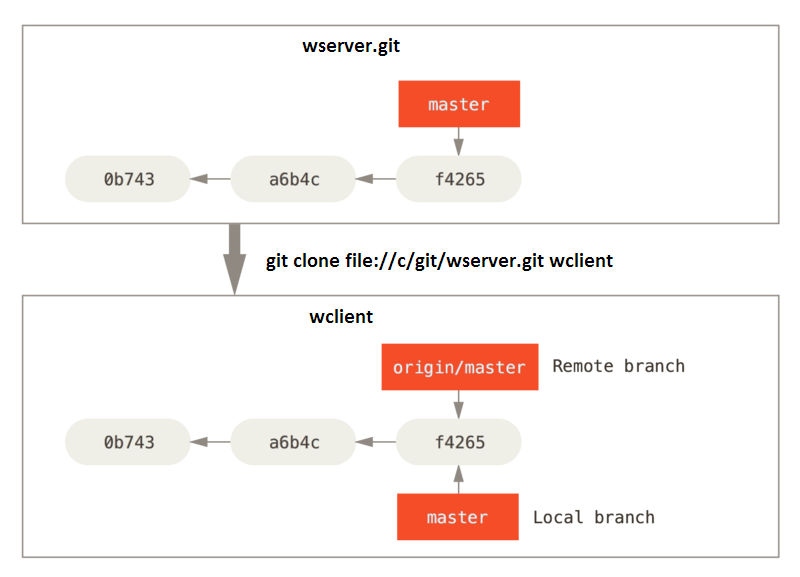 wserver.git
master
0b743 a6b4c f4265
git clone file://c/git/wserver.git wclient
wclient
origin/master Remote branch
0b743 a6b4c f4265
master Local branch